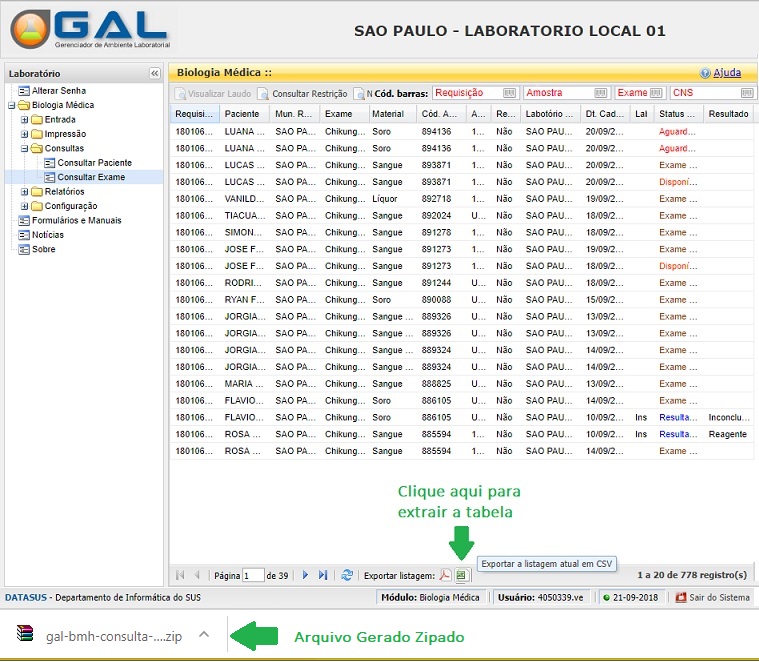 GAL
Gerenciador de Ambiente Laboratorial
SAO PAULO - LABORATORIO LOCAL 01
Laboratório
Alterar Senha
Biologia Médica
Entrada
Impressão
Consultas
Consultar Paciente
Consultar Exame
Relatórios
Configuração
Formulários e Manuais
Notícias
Sobre
Biologia Médica :: Ajuda
Visualizar Laudo Consultar Restrição N Cód. barras: Requisição Amostra Exame CNS
Requisi... Paciente Mun. R... Exame Material Cód. A... A... Re... Labotório ... Dt. Cad... Lal Status ... Resultado
180106... LUANA ... SAO PA... Chikung... Soro 894136 1... Não SAO PAU... 20/09/2... Aguard...
180106... LUANA ... SAO PA... Chikung... Soro 894136 1... Não SAO PAU... 20/09/2... Aguard...
180106... LUCAS ... SAO PA... Chikung... Sangue 893871 1... Não SAO PAU... 20/09/2... Exame ...
180106... LUCAS ... SAO PA... Chikung... Sangue 893871 1... Não SAO PAU... 20/09/2... Disponí...
180106... VANILD... SAO PA... Chikung... Líquor 892718 1... Não SAO PAU... 19/09/2... Exame ...
180106... TIACUA... SAO PA... Chikung... Sangue 892024 U... Não SAO PAU... 18/09/2... Exame ...
180106... SIMON... SAO PA... Chikung... Sangue 891278 1... Não SAO PAU... 19/09/2... Exame ...
180106... JOSE F... SAO PA... Chikung... Sangue 891273 1... Não SAO PAU... 19/09/2... Exame ...
180106... JOSE F... SAO PA... Chikung... Sangue 891273 1... Não SAO PAU... 18/09/2... Disponí...
180106... RODRI... SAO PA... Chikung... Sangue 891244 U... Não SAO PAU... 18/09/2... Exame ...
180106... RYAN F... SAO PA... Chikung... Soro 890088 U... Não SAO PAU... 15/09/2... Exame ...
180106... JORGIA... SAO PA... Chikung... Sangue ... 889326 1... Não SAO PAU... 13/09/2... Exame ...
180106... JORGIA... SAO PA... Chikung... Sangue ... 889326 1... Não SAO PAU... 13/09/2... Exame ...
180106... JORGIA... SAO PA... Chikung... Sangue ... 889324 1... Não SAO PAU... 14/09/2... Exame ...
180106... JORGIA... SAO PA... Chikung... Sangue ... 889324 1... Não SAO PAU... 14/09/2... Exame ...
180106... MARIA ... SAO PA... Chikung... Sangue 888825 U... Não SAO PAU... 13/09/2... Exame ...
180106... FLAVIO... SAO PA... Chikung... Soro 886105 U... Não SAO PAU... 14/09/2... Exame ...
180106... FLAVIO... SAO PA... Chikung... Soro 886105 U... Não SAO PAU... 10/09/2... Ins Resulta... Inconclu...
180106... ROSA ... SAO PA... Chikung... Sangue 885594 1... Não SAO PAU... 10/09/2... Ins Resulta... Reagente
180106... ROSA ... SAO PA... Chikung... Sangue 885594 1... Não SAO PAU... 14/09/2... Exame ...
Clique aqui para
extrair a tabela
Exportar a listagem atual em CSV
Página 1 de 39 Exportar listagem: 1 a 20 de 778 registro(s)
DATASUS - Departamento de Informática do SUS Módulo: Biologia Médica Usuário: 4050339.ve 21-09-2018 Sair do Sistema
gal-bmh-consulta-....zip Arquivo Gerado Zipado